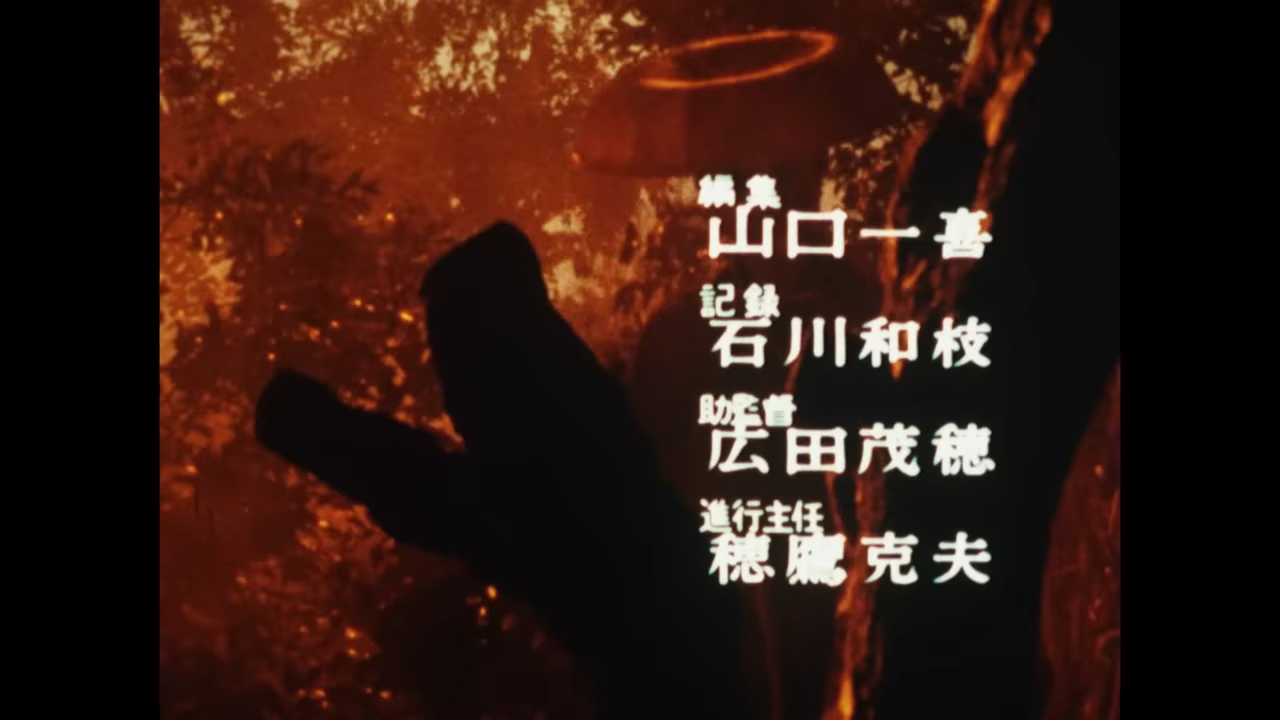 編集
山口一喜
記録
石川和枝
助監督
広田茂穂
進行主任
穂鷹克夫